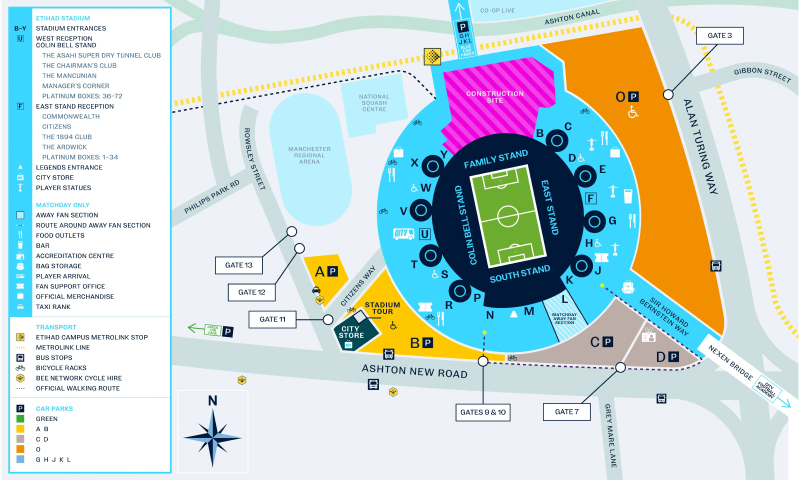 ETIHAD STADIUM
B-Y STADIUM ENTRANCES
U WEST RECEPTION
COLIN BELL STAND
THE ASAHI SUPER DRY TUNNEL CLUB
THE CHAIRMAN'S CLUB
THE MANCUNIAN
MANAGER'S CORNER
PLATINUM BOXES: 36-72
F EAST STAND RECEPTION
COMMONWEALTH
CITIZENS
THE 1894 CLUB
THE ARDWICK
PLATINUM BOXES: 1-34
LEGENDS ENTRANCE
CITY STORE
PLAYER STATUES
MATCHDAY ONLY
AWAY FAN SECTION
ROUTE AROUND AWAY FAN SECTION
FOOD OUTLETS
BAR
ACCREDITATION CENTRE
BAG STORAGE
PLAYER ARRIVAL
FAN SUPPORT OFFICE
OFFICIAL MERCHANDISE
TAXI RANK
TRANSPORT
ETIHAD CAMPUS METROLINK STOP
METROLINK LINE
BUS STOPS
BICYCLE RACKS
BEE NETWORK CYCLE HIRE
OFFICIAL WALKING ROUTE
P CAR PARKS
GREEN
A B
C D
O
G H J K L
CO-OP LIVE
ASHTON CANAL
P
G H
J K L
GATE 3
GIBBON STREET
ALAN TURING WAY
O P
CONSTRUCTION
SITE
NATIONAL
SQUASH
CENTRE
MANCHESTER
REGIONAL
ARENA
ROWSLEY STREET
PHILIPS PARK RD
FAMILY STAND
EAST STAND
SOUTH STAND
COLIN BELL STAND
B
C
D
E
F
G
H
J
K
L
M
N
P
R
S
T
U
V
W
X
Y
MATCHDAY
AWAY FAN
SECTION
GATE 13
GATE 12
GATE 11
A P
CITIZENS WAY
STADIUM
TOUR
CITY
STORE
P
B P
C P
D P
SIR HOWARD
BERNSTEIN WAY
NEXEN BRIDGE
CITY
FOOTBALL
ACADEMY
ASHTON NEW ROAD
GATES 9 & 10
GATE 7
GREY MARE LANE
N